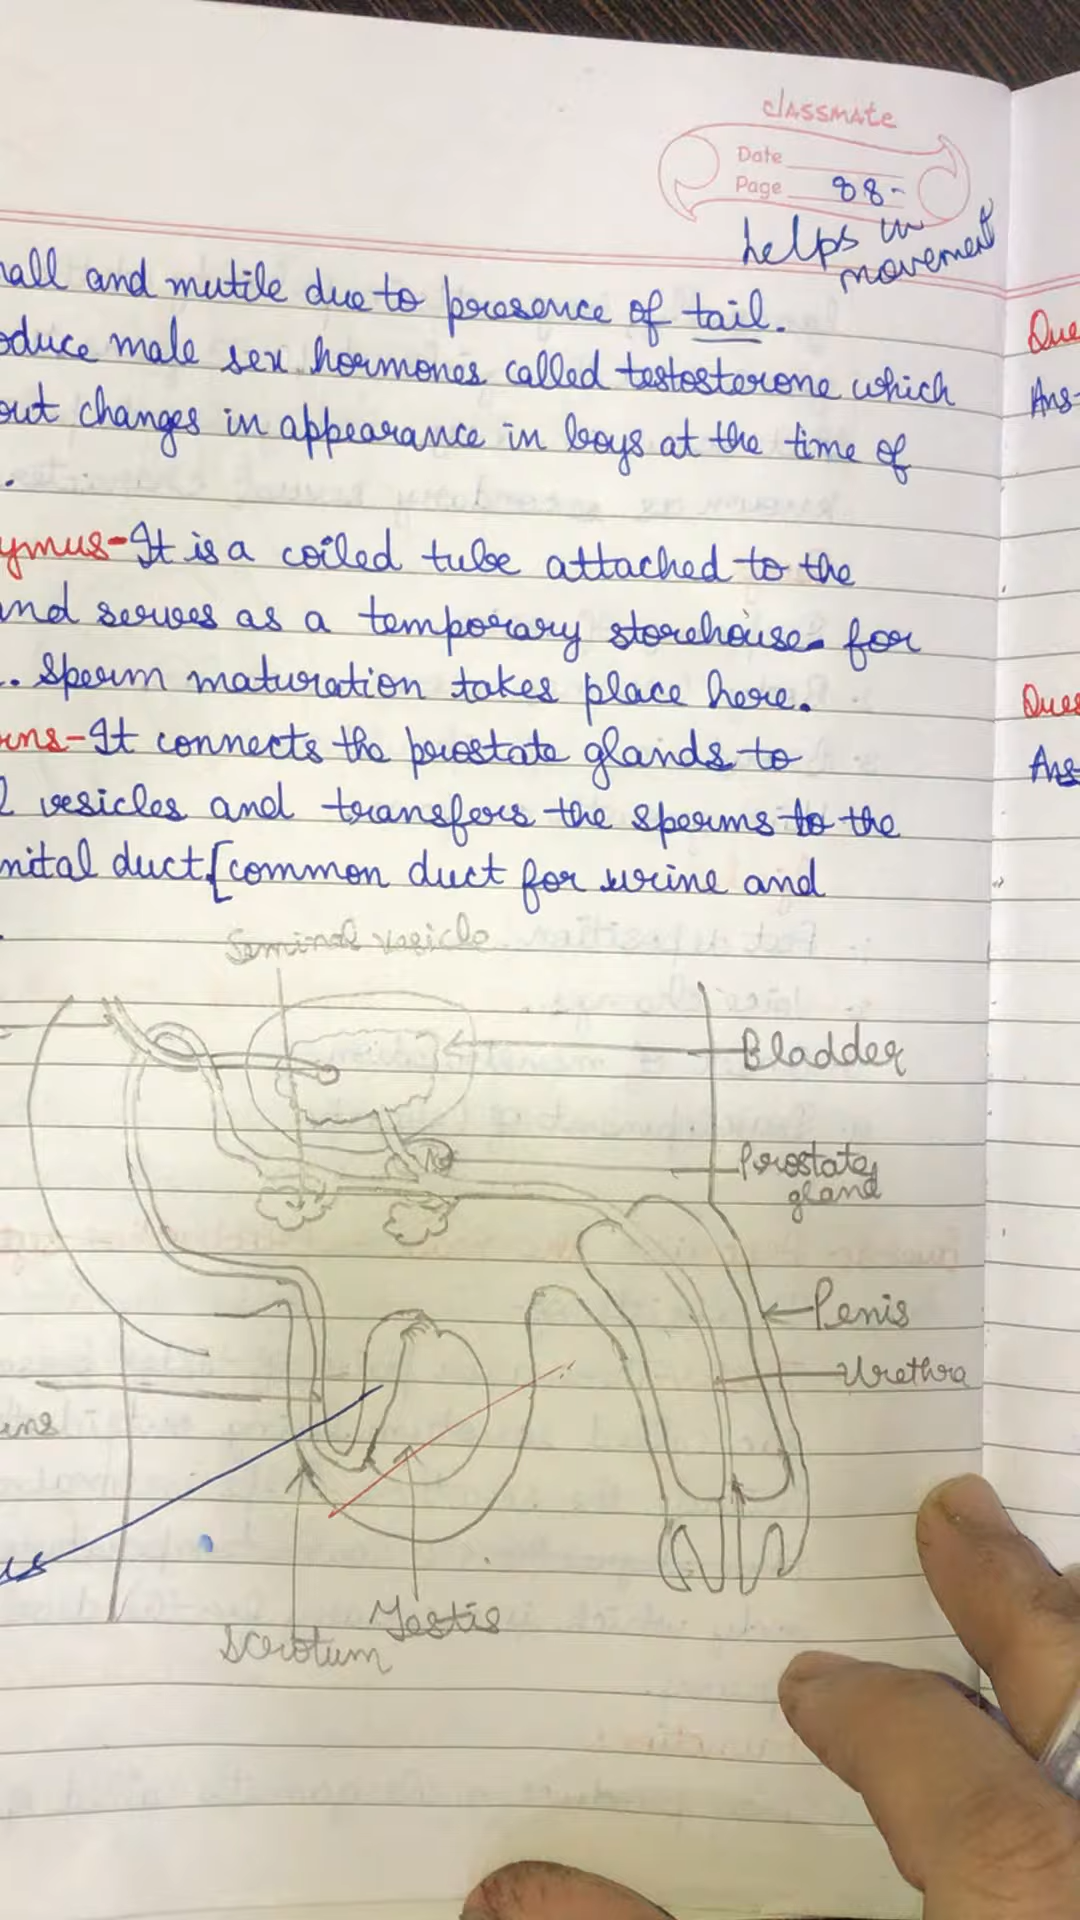 classmate
Date
Page 88-
helps in
movement
all and mutile due to presence of tail.
oduce male sex hormones called testosterone which
out changes in appearance in boys at the time of
.
ymus-It is a coiled tube attached to the
nd serves as a temporary storehouse for
. Sperm maturation takes place here.
ens-It connects the prostate glands to
l vesicles and transfers the sperms to the
nital duct[common duct for urine and
Seminal vesicle
Bladder
Prostate
gland
Penis
Urethra
ens
us
Testis
Scrotum
Que
Ans-
Ques
Ans